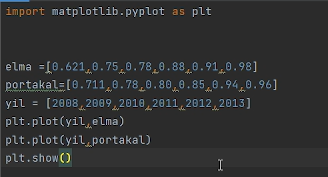 import matplotlib.pyplot as plt
elma =[0.621,0.75,0.78,0.88,0.91,0.98]
portakal=[0.711,0.78,0.80,0.85,0.94,0.96]
yil = [2008,2009,2010,2011,2012,2013]
plt.plot(yil,elma)
plt.plot(yil,portakal)
plt.show()